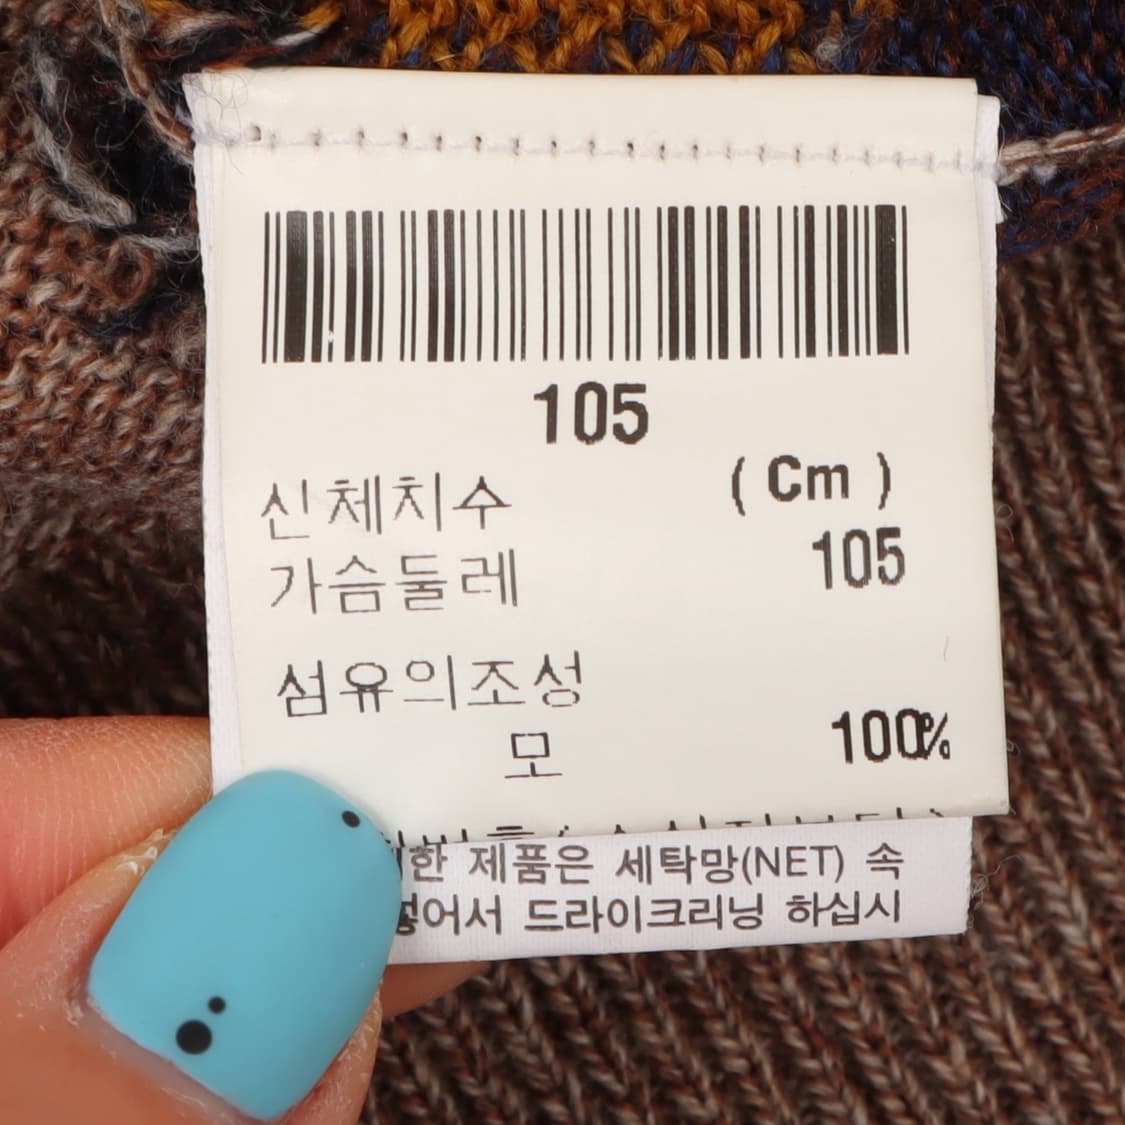 105
신체치수 ( Cm )
가슴둘레 105
섬유의조성
모 100%
한 제품은 세탁망(NET) 속
넣어서 드라이크리닝 하십시